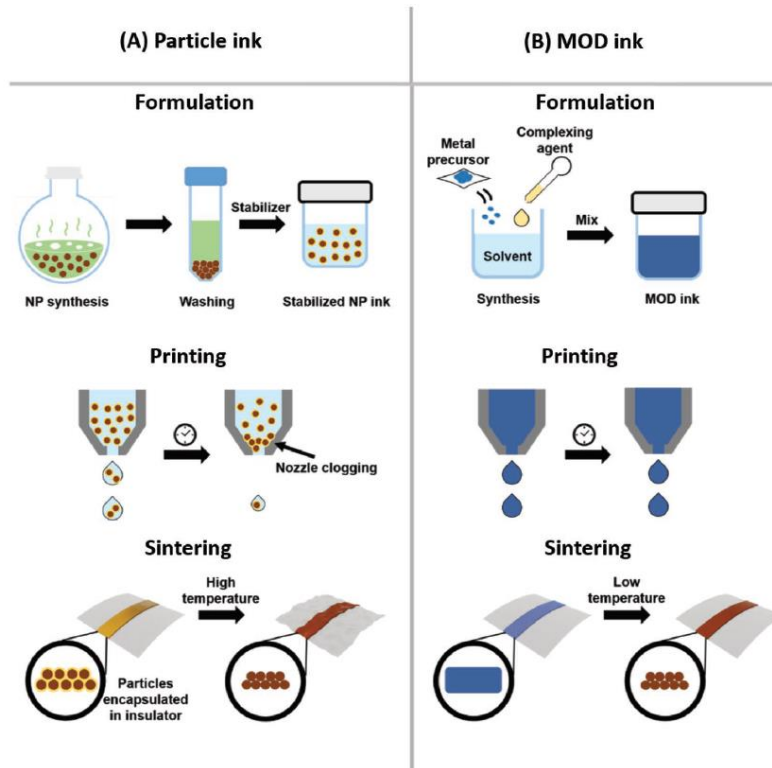 (A) Particle ink
(B) MOD ink
Formulation
Stabilizer
NP synthesis
Washing
Stabilized NP ink
Formulation
Metal
precursor
Complexing
agent
Solvent
Mix
Synthesis
MOD ink
Printing
Nozzle clogging
Printing
Sintering
High
temperature
Particles
encapsulated
in insulator
Sintering
Low
temperature